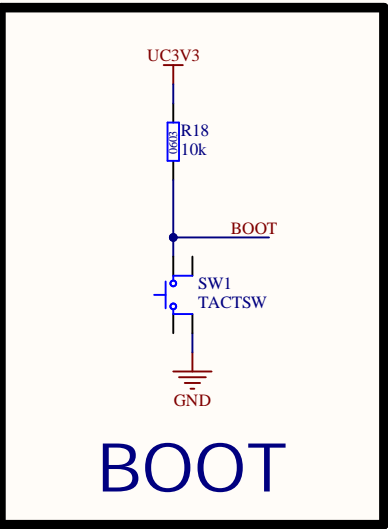 UC3V3
0603
R18
10k
BOOT
SW1
TACTSW
GND
BOOT